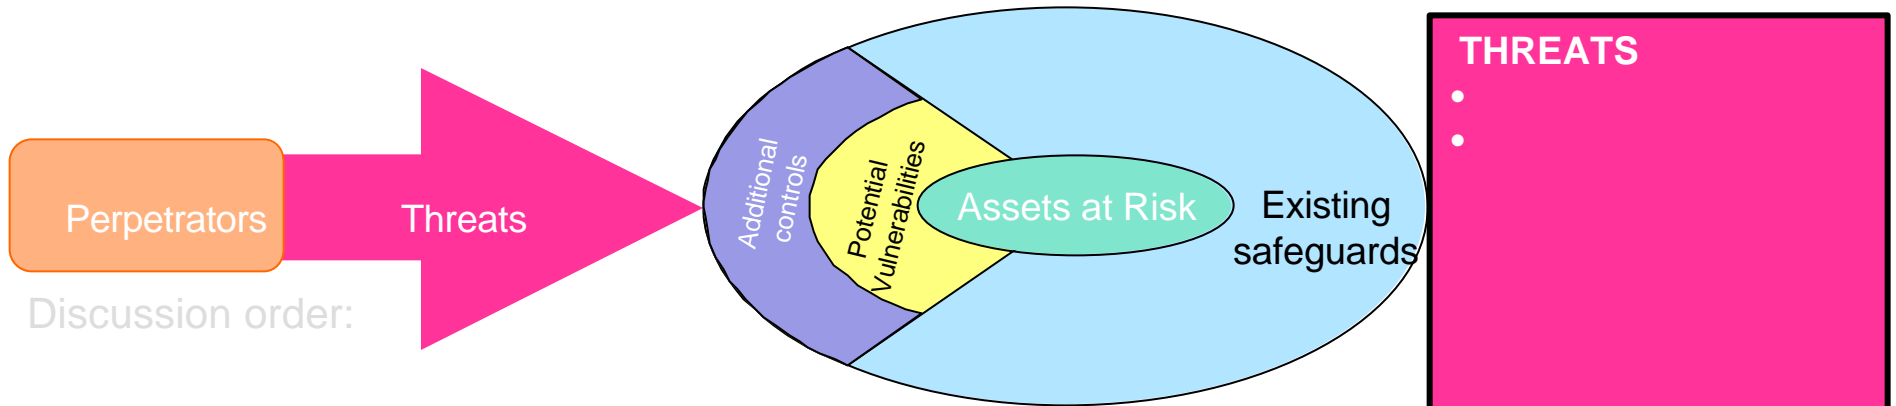 Perpetrators
Threats
Discussion order:
Additional
controls
Potential
Vulnerabilities
Assets at Risk
Existing
safeguards
THREATS
•
•